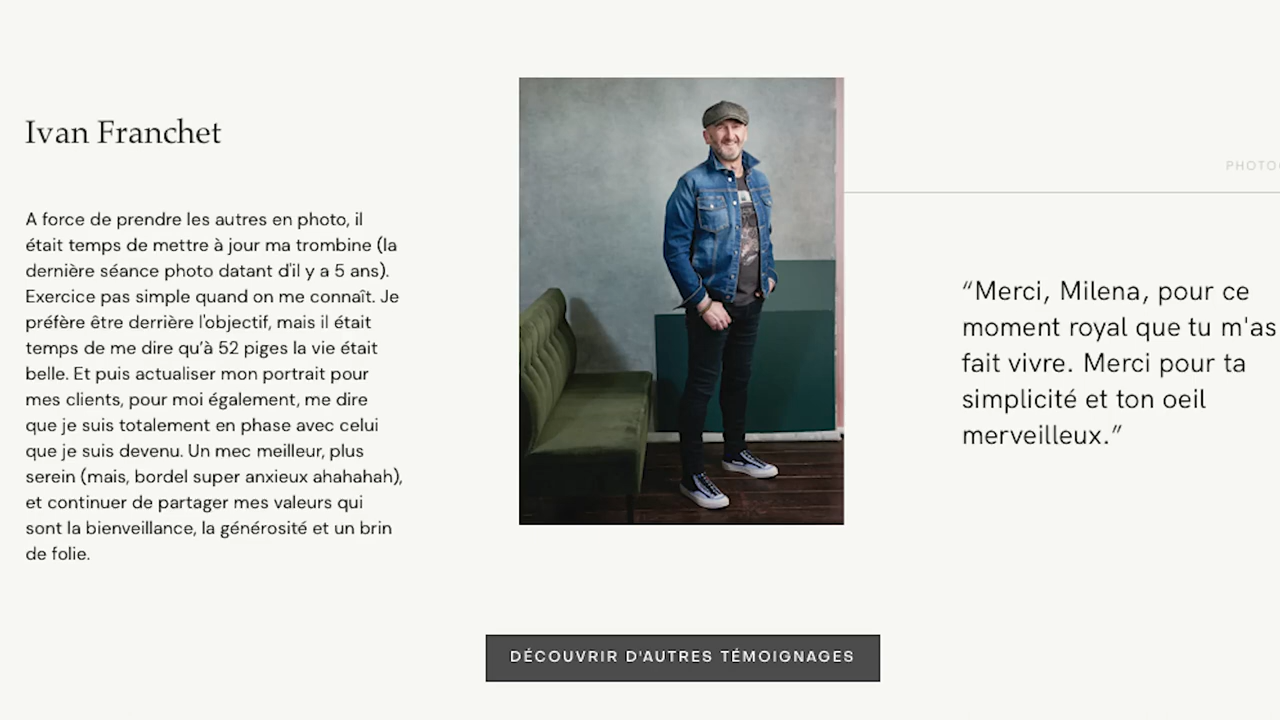 Ivan Franchet
A force de prendre les autres en photo, il
était temps de mettre à jour ma trombine (la
dernière séance photo datant d'il y a 5 ans).
Exercice pas simple quand on me connaît. Je
préfère être derrière l'objectif, mais il était
temps de me dire qu’à 52 piges la vie était
belle. Et puis actualiser mon portrait pour
mes clients, pour moi également, me dire
que je suis totalement en phase avec celui
que je suis devenu. Un mec meilleur, plus
serein (mais, bordel super anxieux ahahahah),
et continuer de partager mes valeurs qui
sont la bienveillance, la générosité et un brin
de folie.
“Merci, Milena, pour ce
moment royal que tu m'as
fait vivre. Merci pour ta
simplicité et ton oeil
merveilleux.”
DÉCOUVRIR D'AUTRES TÉMOIGNAGES